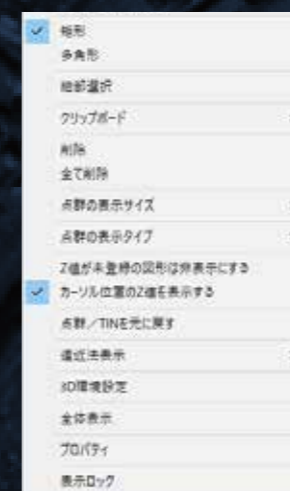 矩形
多角形
細部選択
クリップボード
削除
全て削除
点群の表示サイズ
点群の表示タイプ
Z値が未登録の図形は非表示にする
カーソル位置のZ値を表示する
点群／TINを元に戻す
遠近法表示
3D環境設定
全体表示
プロパティ
表示ロック